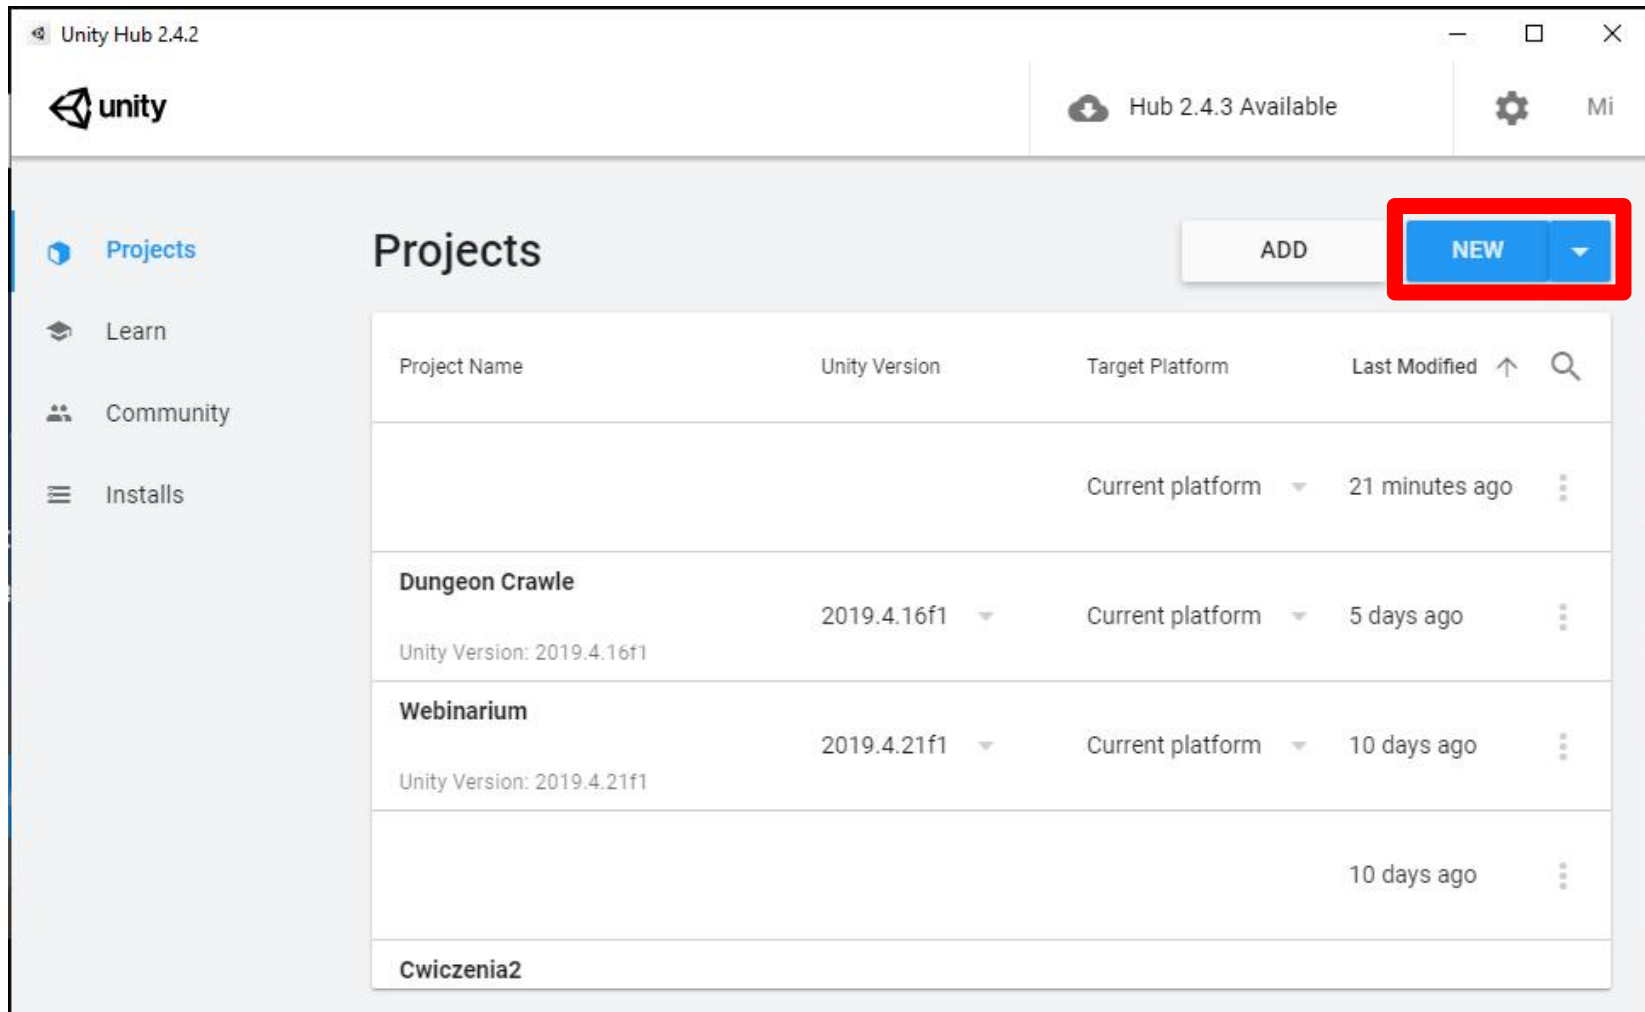 Unity Hub 2.4.2
unity
Hub 2.4.3 Available
Mi
Projects
Learn
Community
Installs
Projects
ADD
NEW
Project Name Unity Version Target Platform Last Modified
Current platform 21 minutes ago
Dungeon Crawle
2019.4.16f1 Current platform 5 days ago
Unity Version: 2019.4.16f1
Webinarium
2019.4.21f1 Current platform 10 days ago
Unity Version: 2019.4.21f1
10 days ago
Cwiczenia2